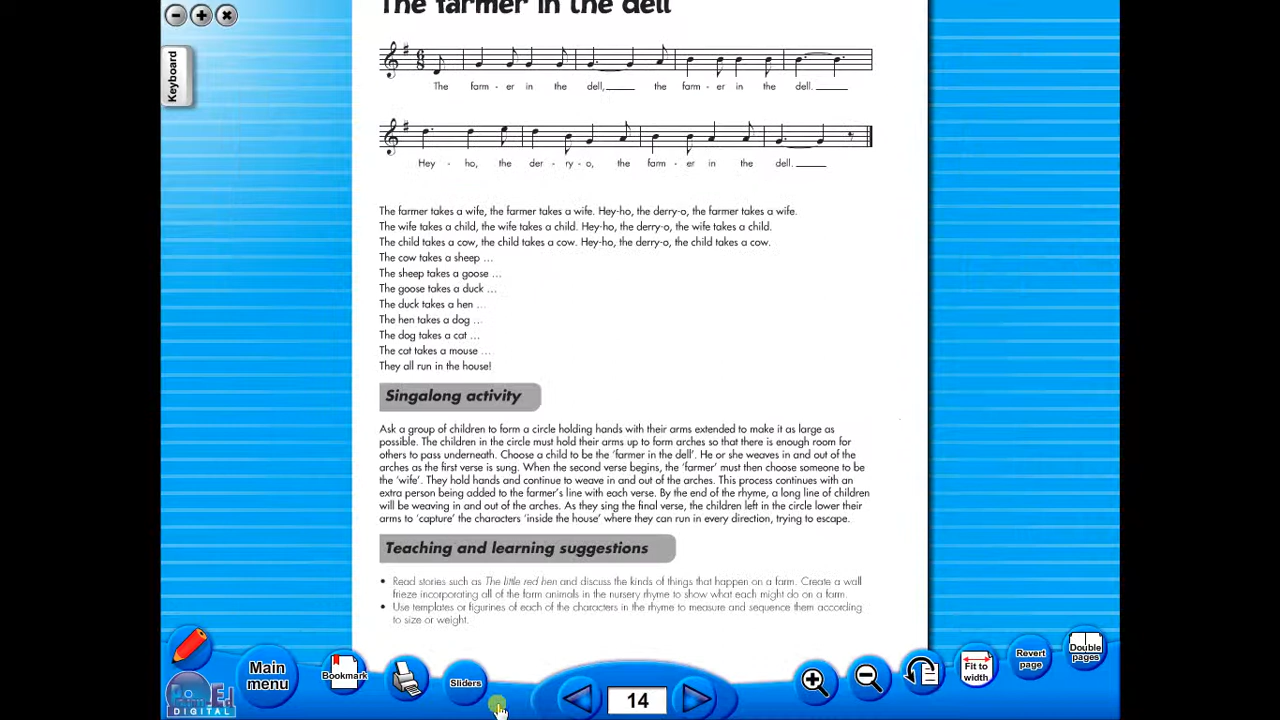 The farmer in the dell
Keyboard
The farm - er in the dell, the farm - er in the dell.
Hey - ho, the der - ry - o, the farm - er in the dell.
The farmer takes a wife, the farmer takes a wife. Hey-ho, the derry-o, the farmer takes a wife.
The wife takes a child, the wife takes a child. Hey-ho, the derry-o, the wife takes a child.
The child takes a cow, the child takes a cow. Hey-ho, the derry-o, the child takes a cow.
The cow takes a sheep ...
The sheep takes a goose ...
The goose takes a duck ...
The duck takes a hen ...
The hen takes a dog ...
The dog takes a cat ...
The cat takes a mouse ...
They all run in the house!
Singalong activity
Ask a group of children to form a circle holding hands with their arms extended to make it as large as
possible. The children in the circle must hold their arms up to form arches so that there is enough room for
others to pass underneath. Choose a child to be the ‘farmer in the dell’. He or she weaves in and out of the
arches as the first verse is sung. When the second verse begins, the ‘farmer’ must then choose someone to be
the ‘wife’. They hold hands and continue to weave in and out of the arches. This process continues with an
extra person being added to the farmer’s line with each verse. By the end of the rhyme, a long line of children
will be weaving in and out of the arches. As they sing the final verse, the children left in the circle lower their
arms to ‘capture’ the characters ‘inside the house’ where they can run in every direction, trying to escape.
Teaching and learning suggestions
• Read stories such as The little red hen and discuss the kinds of things that happen on a farm. Create a wall
frieze incorporating all of the farm animals in the nursery rhyme to show what each might do on a farm.
• Use templates or figurines of each of the characters in the rhyme to measure and sequence them according
to size or weight.
Main
menu
Bookmark
Sliders
14
Fit to
width
Revert
page
Double
pages
DIGITAL